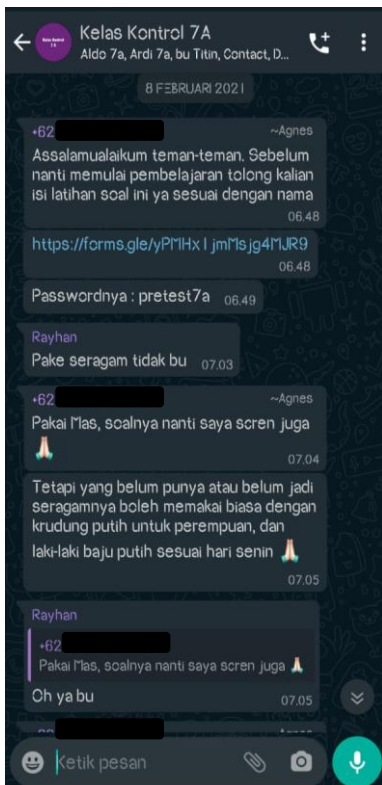 Kelas Kontrol 7A
Aldo 7a, Ardi 7a, bu Titin, Contact, D...
8 FEBRUARI 2021
+62
~Agnes
Assalamualaikum teman-teman. Sebelum
nanti memulai pembelajaran tolong kalian
isi latihan soal ini ya sesuai dengan nama
06.48
https://forms.gle/yPMHx1jmMsjg4MJR9
06.48
Passwordnya : pretest7a 06.49
Rayhan
Pake seragam tidak bu 07.03
+62
~Agnes
Pakai Mas, soalnya nanti saya scren juga
🙏🏻
07.04
Tetapi yang belum punya atau belum jadi
seragamnya boleh memakai biasa dengan
krudung putih untuk perempuan, dan
laki-laki baju putih sesuai hari senin 🙏🏻
07.05
Rayhan
+62
Pakai Mas, soalnya nanti saya scren juga 🙏🏻
Oh ya bu 07.05
Ketik pesan